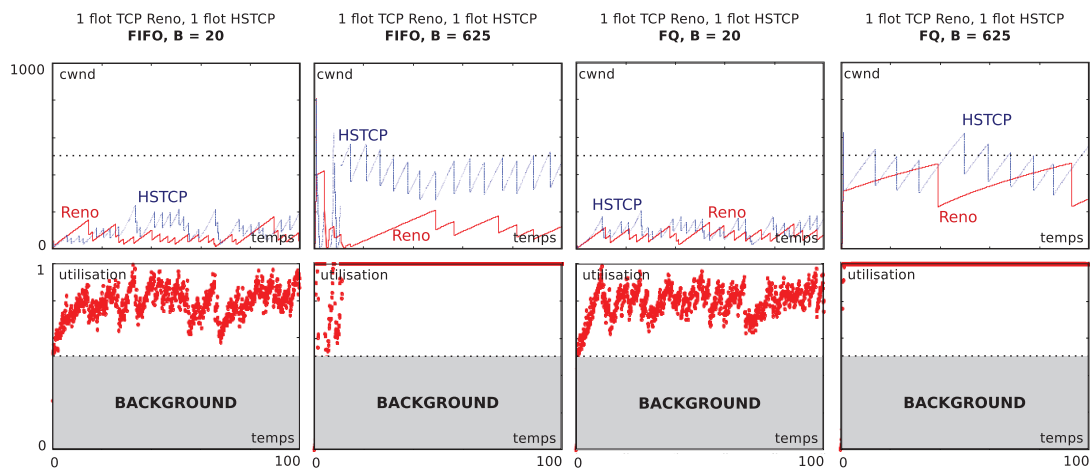 1 flot TCP Reno, 1 flot HSTCP
FIFO, B = 20
1000
cwnd
HSTCP
Reno
temps
0
1
utilisation
BACKGROUND
temps
0
0
100
1 flot TCP Reno, 1 flot HSTCP
FIFO, B = 625
cwnd
HSTCP
Reno
temps
utilisation
BACKGROUND
temps
0
100
1 flot TCP Reno, 1 flot HSTCP
FQ, B = 20
cwnd
HSTCP
Reno
temps
utilisation
BACKGROUND
temps
0
100
1 flot TCP Reno, 1 flot HSTCP
FQ, B = 625
cwnd
HSTCP
Reno
temps
utilisation
BACKGROUND
temps
0
100